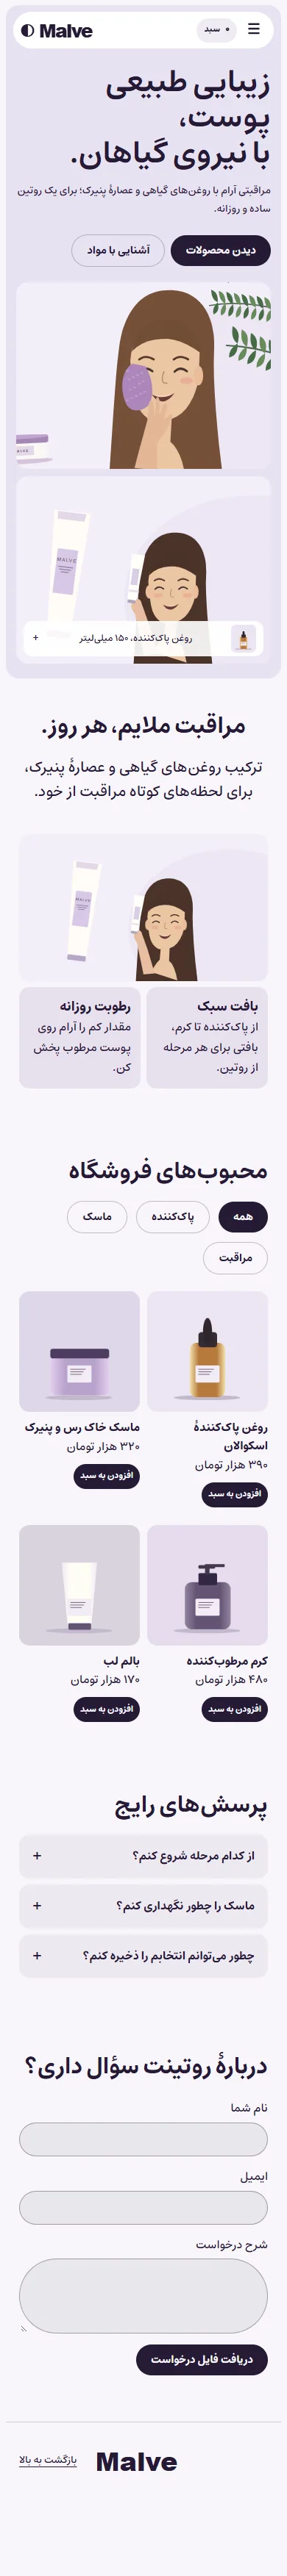 Malve
سبد
زیبایی طبیعی
پوست،
با نیروی گیاهان.
مراقبتی آرام با روغن‌های گیاهی و عصارهٔ پنیرک؛ برای یک روتین
ساده و روزانه.
دیدن محصولات
آشنایی با مواد
MALVE
روغن پاک‌کننده، ۱۵۰ میلی‌لیتر
+
مراقبت ملایم، هر روز.
ترکیب روغن‌های گیاهی و عصارهٔ پنیرک،
برای لحظه‌های کوتاه مراقبت از خود.
MALVE
بافت سبک
از پاک‌کننده تا کرم،
بافتی برای هر مرحله
از روتین.
رطوبت روزانه
مقدار کم را آرام روی
پوست مرطوب پخش
کن.
محبوب‌های فروشگاه
همه
پاک‌کننده
ماسک
مراقبت
روغن پاک‌کنندهٔ
اسکوالان
۳۹۰ هزار تومان
افزودن به سبد
ماسک خاک رس و پنیرک
۳۲۰ هزار تومان
افزودن به سبد
کرم مرطوب‌کننده
۴۸۰ هزار تومان
افزودن به سبد
بالم لب
۱۷۰ هزار تومان
افزودن به سبد
پرسش‌های رایج
از کدام مرحله شروع کنم؟
+
ماسک را چطور نگهداری کنم؟
+
چطور می‌توانم انتخابم را ذخیره کنم؟
+
دربارهٔ روتینت سؤال داری؟
نام شما
ایمیل
شرح درخواست
دریافت فایل درخواست
Malve
بازگشت به بالا